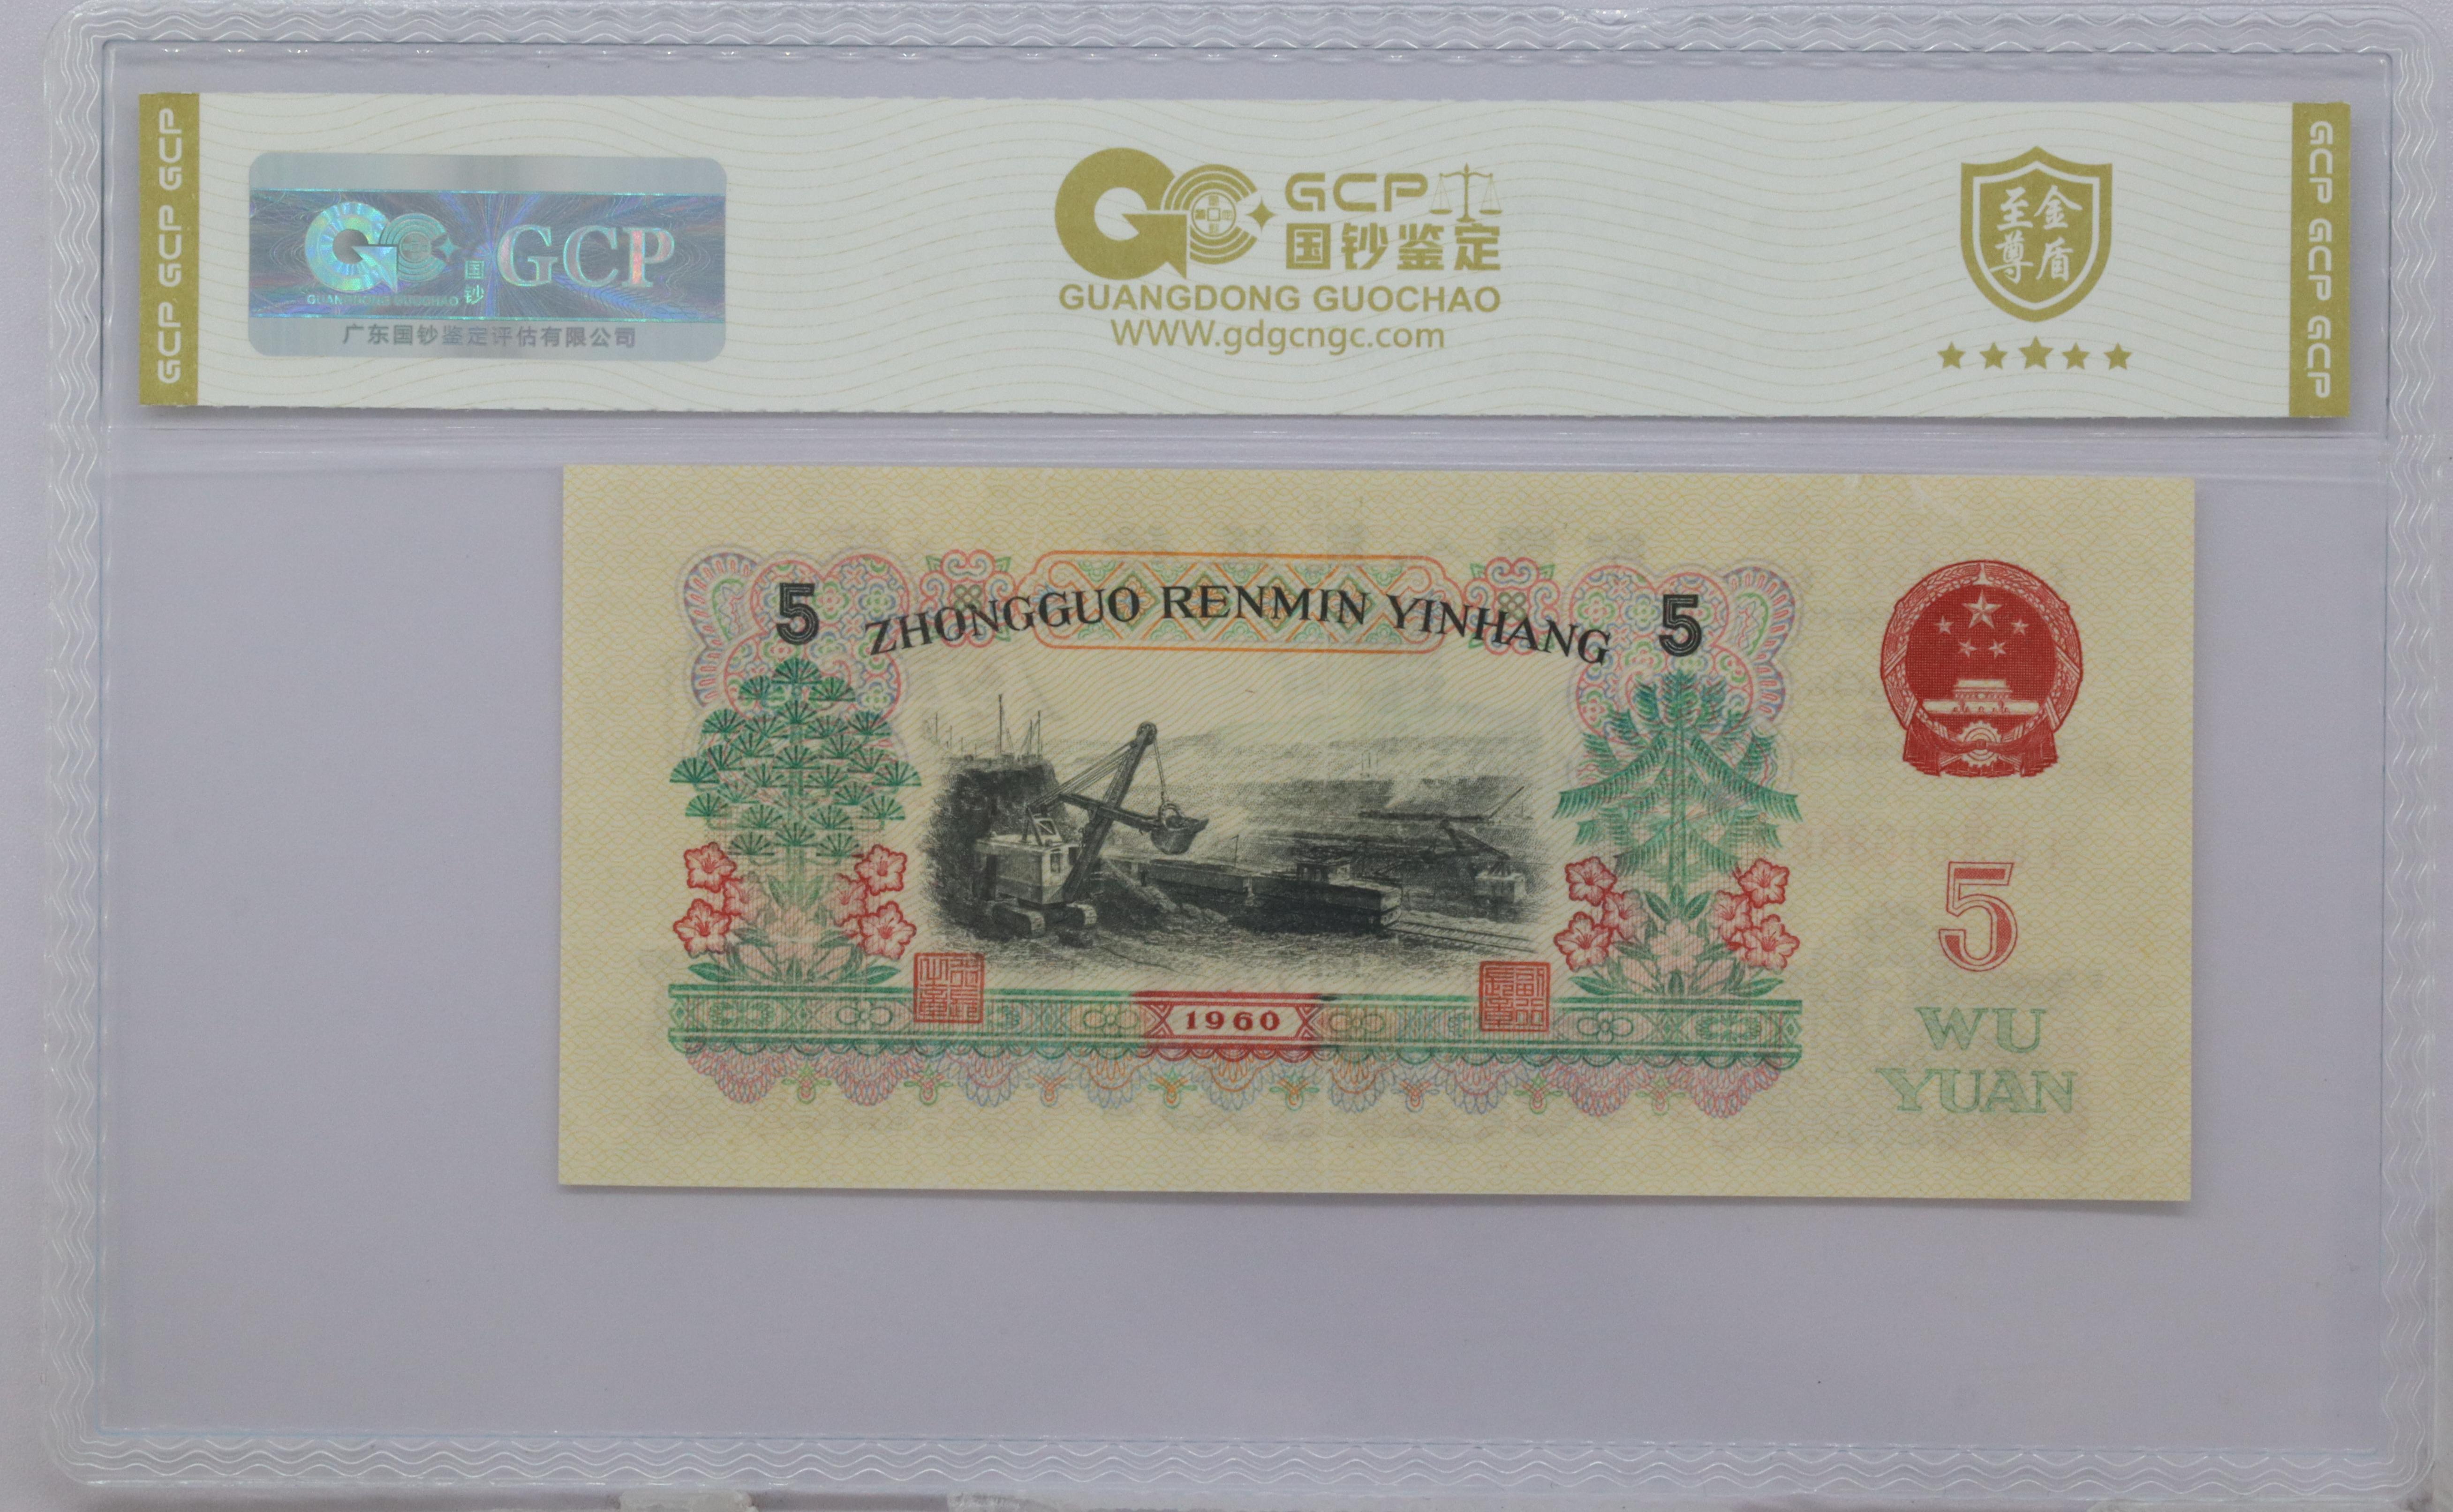 GCP GCP GCP
GCP
国钞
GUANGDONG GUOCHAO
广东国钞鉴定评估有限公司
GCP
国钞鉴定
GUANGDONG GUOCHAO
WWW.gdgcngc.com
至尊
金盾
GCP GCP GCP
5
ZHONGGUO RENMIN YINHANG
5
1960
5
WU
YUAN